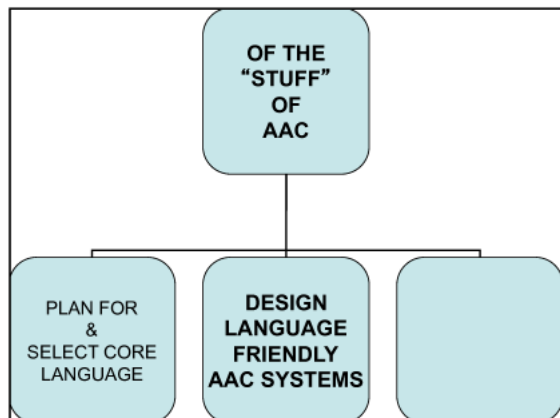 OF THE
“STUFF”
OF
AAC
PLAN FOR
&
SELECT CORE
LANGUAGE
DESIGN
LANGUAGE
FRIENDLY
AAC SYSTEMS